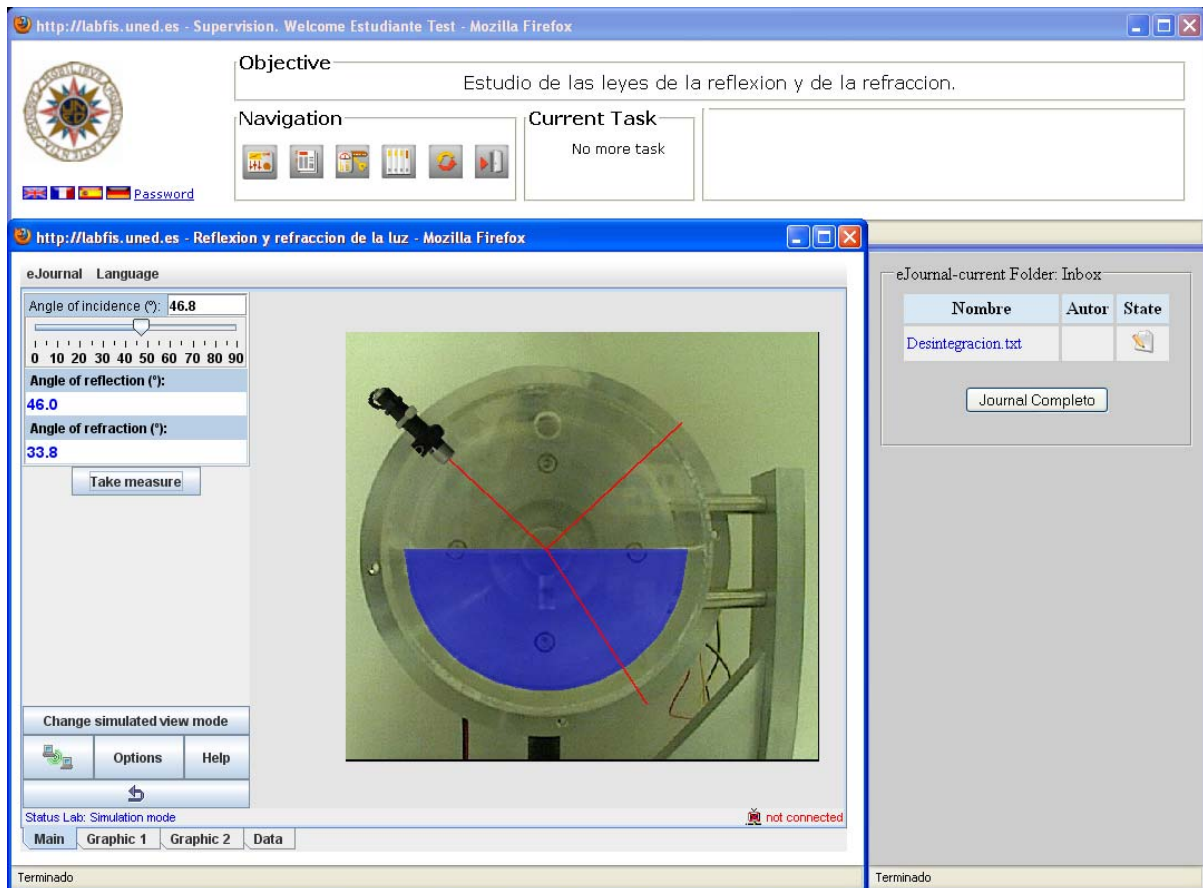 http://labfis.uned.es - Supervision. Welcome Estudiante Test - Mozilla Firefox
Objective
Estudio de las leyes de la reflexion y de la refraccion.
Navigation
Current Task
No more task
Password
http://labfis.uned.es - Reflexion y refraccion de la luz - Mozilla Firefox
eJournal Language
Angle of incidence (º): 46.8
0 10 20 30 40 50 60 70 80 90
Angle of reflection (º):
46.0
Angle of refraction (º):
33.8
Take measure
Change simulated view mode
Options Help
Status Lab: Simulation mode
not connected
Main Graphic 1 Graphic 2 Data
Terminado
eJournal-current Folder: Inbox
Nombre Autor State
Desintegracion.txt
Journal Completo
Terminado